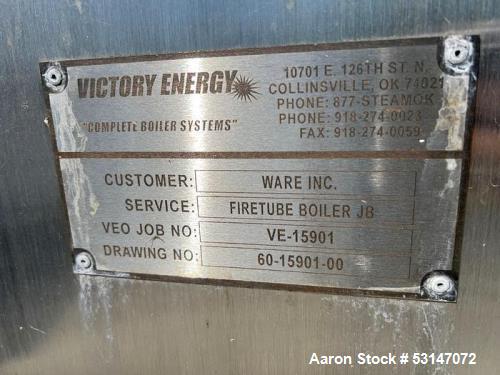 VICTORY ENERGY
"COMPLETE BOILER SYSTEMS"
10701 E. 126TH ST. N.
COLLINSVILLE, OK 74021
PHONE: 877-STEAMOK
PHONE: 918-274-0023
FAX: 918-274-0059
CUSTOMER: WARE INC.
SERVICE: FIRETUBE BOILER JB
VEO JOB NO: VE-15901
DRAWING NO: 60-15901-00
Aaron Stock # 53147072